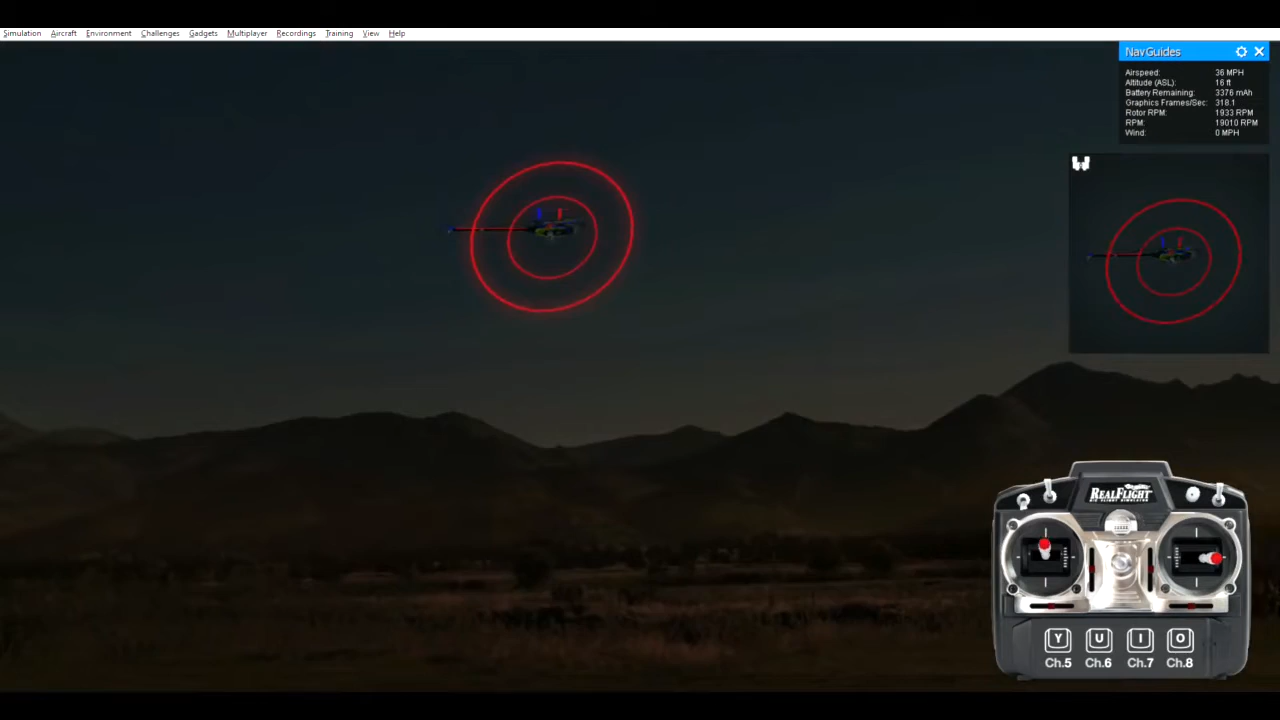 Simulation Aircraft Environment Challenges Gadgets Multiplayer Recordings Training View Help
NavGuides
Airspeed: 36 MPH
Altitude (ASL): 16 ft
Battery Remaining: 3376 mAh
Graphics Frames/Sec: 318.1
Rotor RPM: 1933 RPM
RPM: 19010 RPM
Wind: 0 MPH
REALFLIGHT
Y U I O
Ch.5 Ch.6 Ch.7 Ch.8